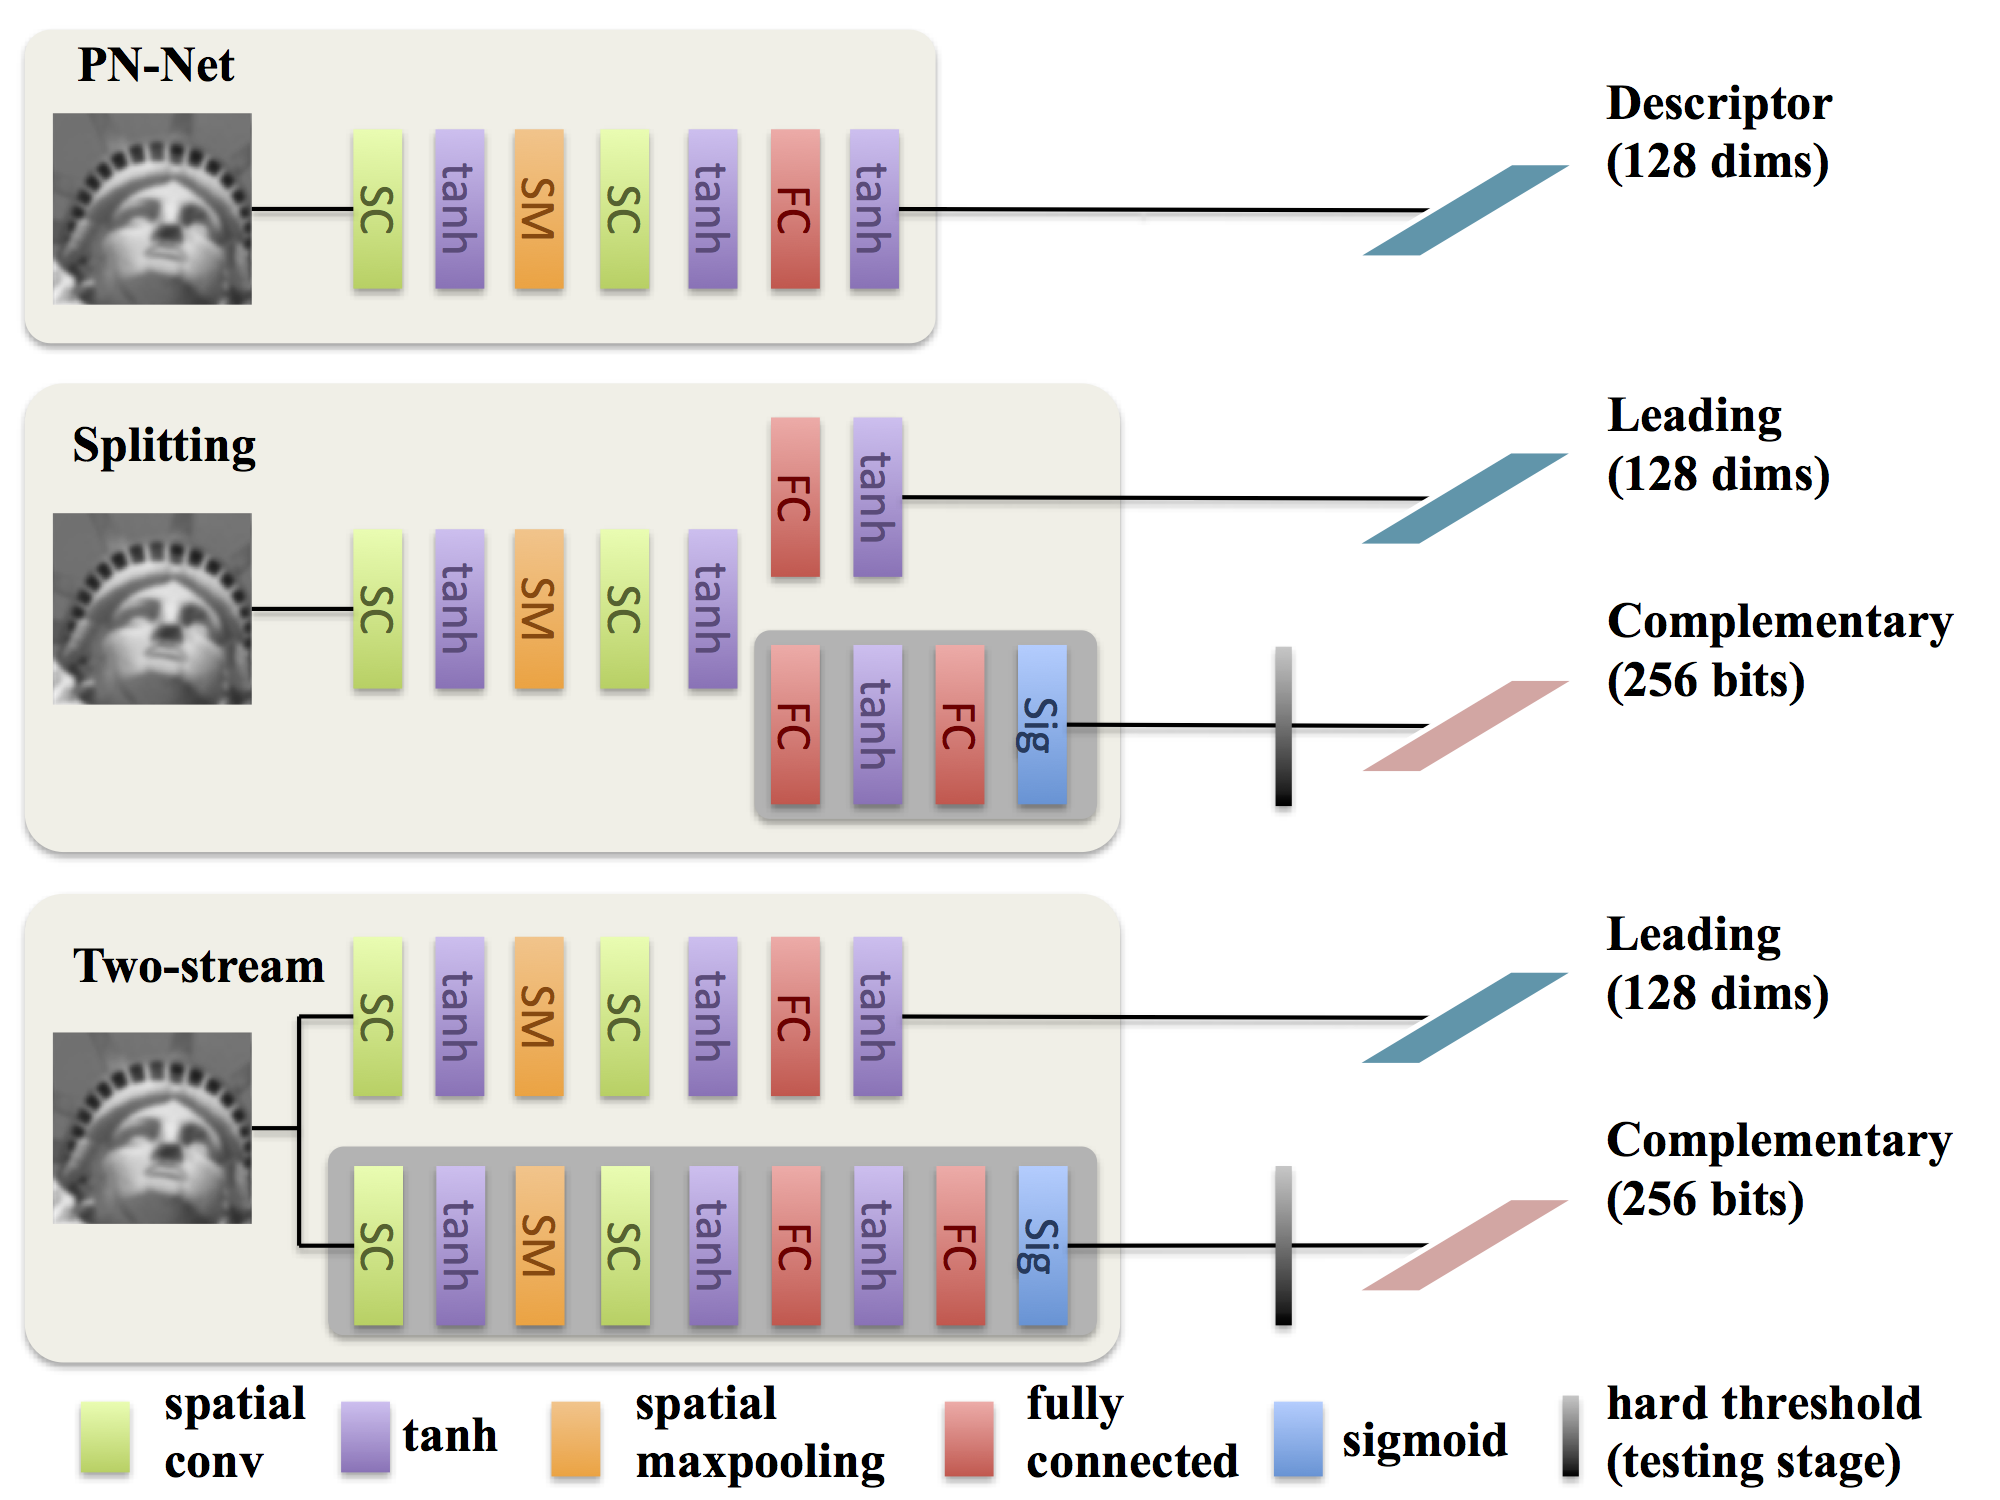 PN-Net
SC tanh SM SC tanh FC tanh
Descriptor
(128 dims)
Splitting
SC tanh SM SC tanh
FC tanh
Leading
(128 dims)
FC tanh FC Sig
Complementary
(256 bits)
Two-stream
SC tanh SM SC tanh FC tanh
Leading
(128 dims)
SC tanh SM SC tanh FC tanh FC Sig
Complementary
(256 bits)
spatial
conv
tanh
spatial
maxpooling
fully
connected
sigmoid
hard threshold
(testing stage)